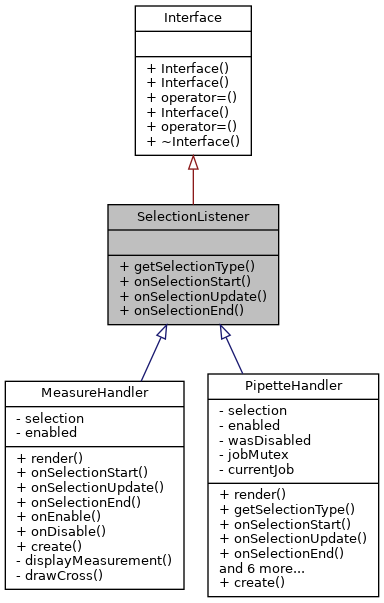 Interface
+ Interface()
+ Interface()
+ operator=()
+ Interface()
+ operator=()
+ ~Interface()
SelectionListener
+ getSelectionType()
+ onSelectionStart()
+ onSelectionUpdate()
+ onSelectionEnd()
MeasureHandler
- selection
- enabled
+ render()
+ onSelectionStart()
+ onSelectionUpdate()
+ onSelectionEnd()
+ onEnable()
+ onDisable()
+ create()
- displayMeasurement()
- drawCross()
PipetteHandler
- selection
- enabled
- wasDisabled
- jobMutex
- currentJob
+ render()
+ getSelectionType()
+ onSelectionStart()
+ onSelectionUpdate()
+ onSelectionEnd()
and 6 more...
+ create()